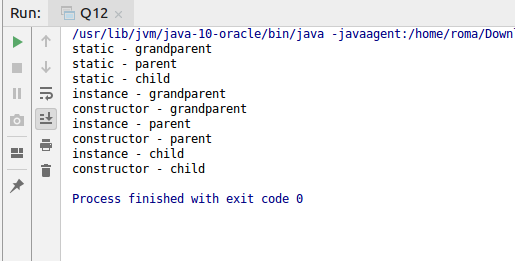 Run: Q12
/usr/lib/jvm/java-10-oracle/bin/java -javaagent:/home/roma/Down
static - grandparent
static - parent
static - child
instance - grandparent
constructor - grandparent
instance - parent
constructor - parent
instance - child
constructor - child
Process finished with exit code 0